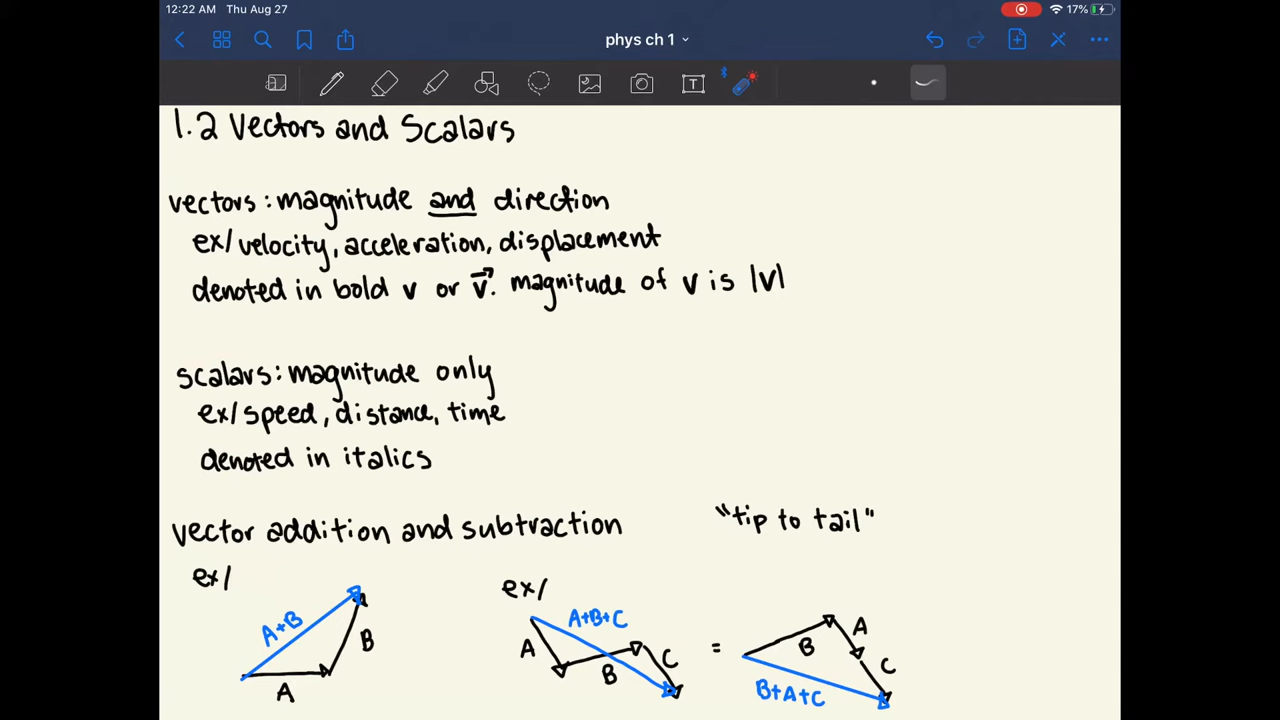 12:22 AM Thu Aug 27 17%
phys ch 1
T
1.2 Vectors and Scalars
vectors: magnitude and direction
ex/ velocity, acceleration, displacement
denoted in bold v or v⃗. magnitude of v is |v|
scalars: magnitude only
ex/ speed, distance, time
denoted in italics
vector addition and subtraction "tip to tail"
ex/
A+B
B
A
ex/
A+B+C
A
B
C
=
B
A
C
B+A+C